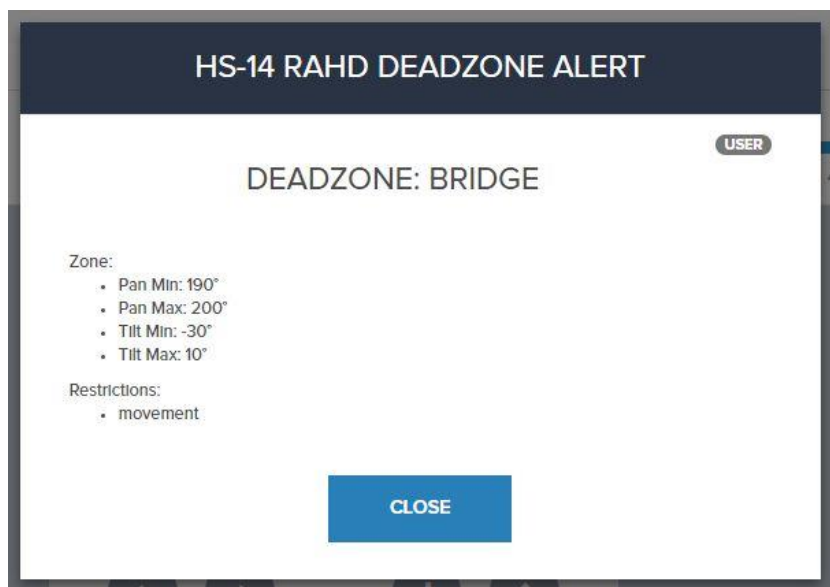 HS-14 RAHD DEADZONE ALERT
USER
DEADZONE: BRIDGE
Zone:
• Pan Min: 190°
• Pan Max: 200°
• Tilt Min: -30°
• Tilt Max: 10°
Restrictions:
• movement
CLOSE